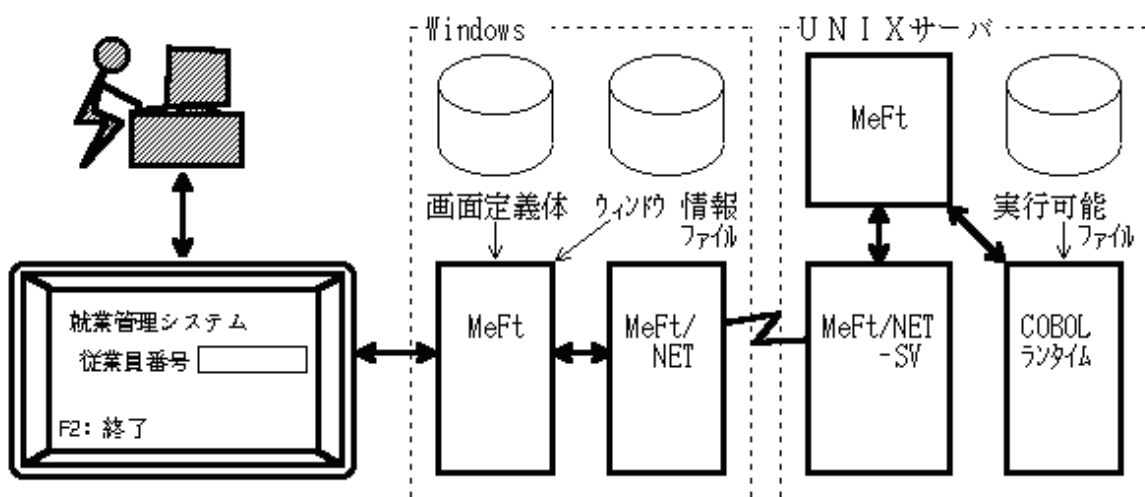 Windows
UNIXサーバ
MeFt
画面定義体
ウィンドウ 情報
ファイル
実行可能
ファイル
就業管理システム
従業員番号
F2: 終了
MeFt
MeFt/
NET
MeFt/NET
-SV
COBOL
ランタイム